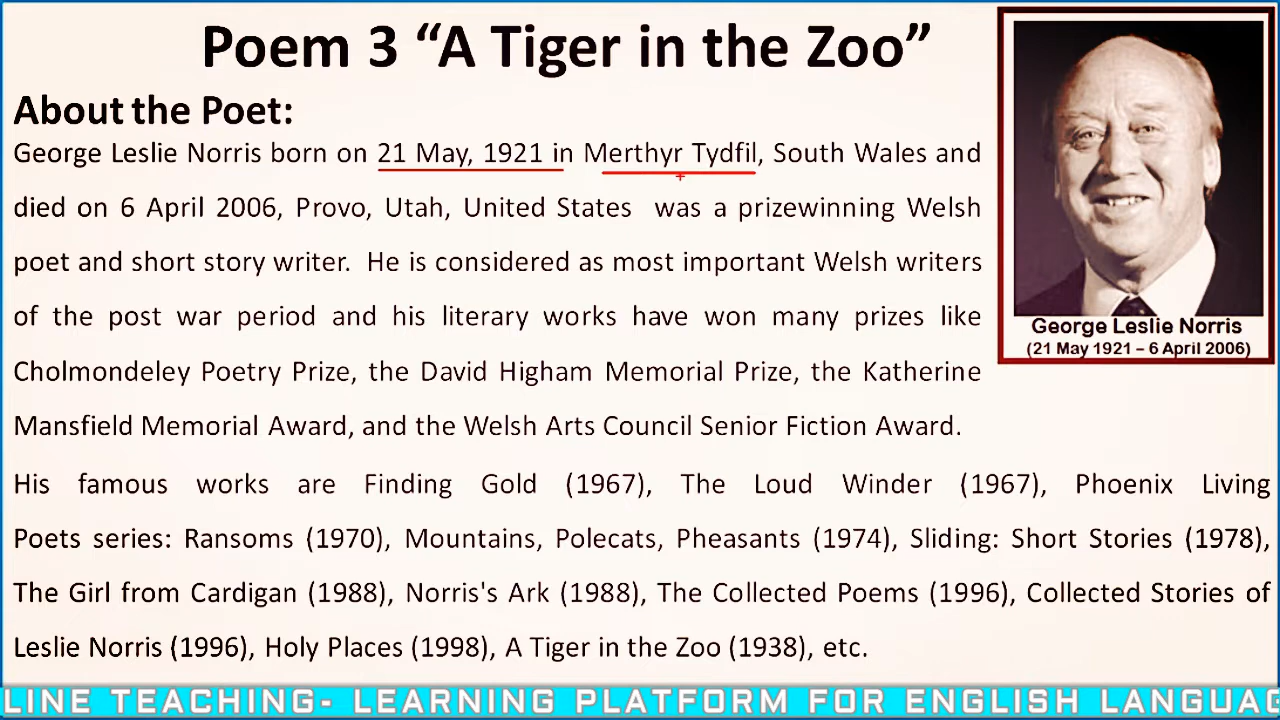 Poem 3 “A Tiger in the Zoo”
About the Poet:
George Leslie Norris born on 21 May, 1921 in Merthyr Tydfil, South Wales and
died on 6 April 2006, Provo, Utah, United States was a prizewinning Welsh
poet and short story writer. He is considered as most important Welsh writers
of the post war period and his literary works have won many prizes like
Cholmondeley Poetry Prize, the David Higham Memorial Prize, the Katherine
Mansfield Memorial Award, and the Welsh Arts Council Senior Fiction Award.
George Leslie Norris
(21 May 1921 – 6 April 2006)
His famous works are Finding Gold (1967), The Loud Winder (1967), Phoenix Living
Poets series: Ransoms (1970), Mountains, Polecats, Pheasants (1974), Sliding: Short Stories (1978),
The Girl from Cardigan (1988), Norris's Ark (1988), The Collected Poems (1996), Collected Stories of
Leslie Norris (1996), Holy Places (1998), A Tiger in the Zoo (1938), etc.
LINE TEACHING- LEARNING PLATFORM FOR ENGLISH LANGUAG